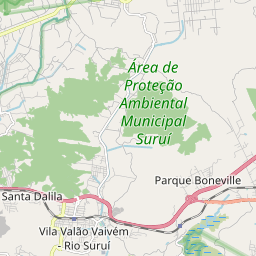 Área de
Proteção
Ambiental
Municipal
Suruí
Parque Boneville
Santa Dalila
Vila Valão Vaivém
- Rio Suruí